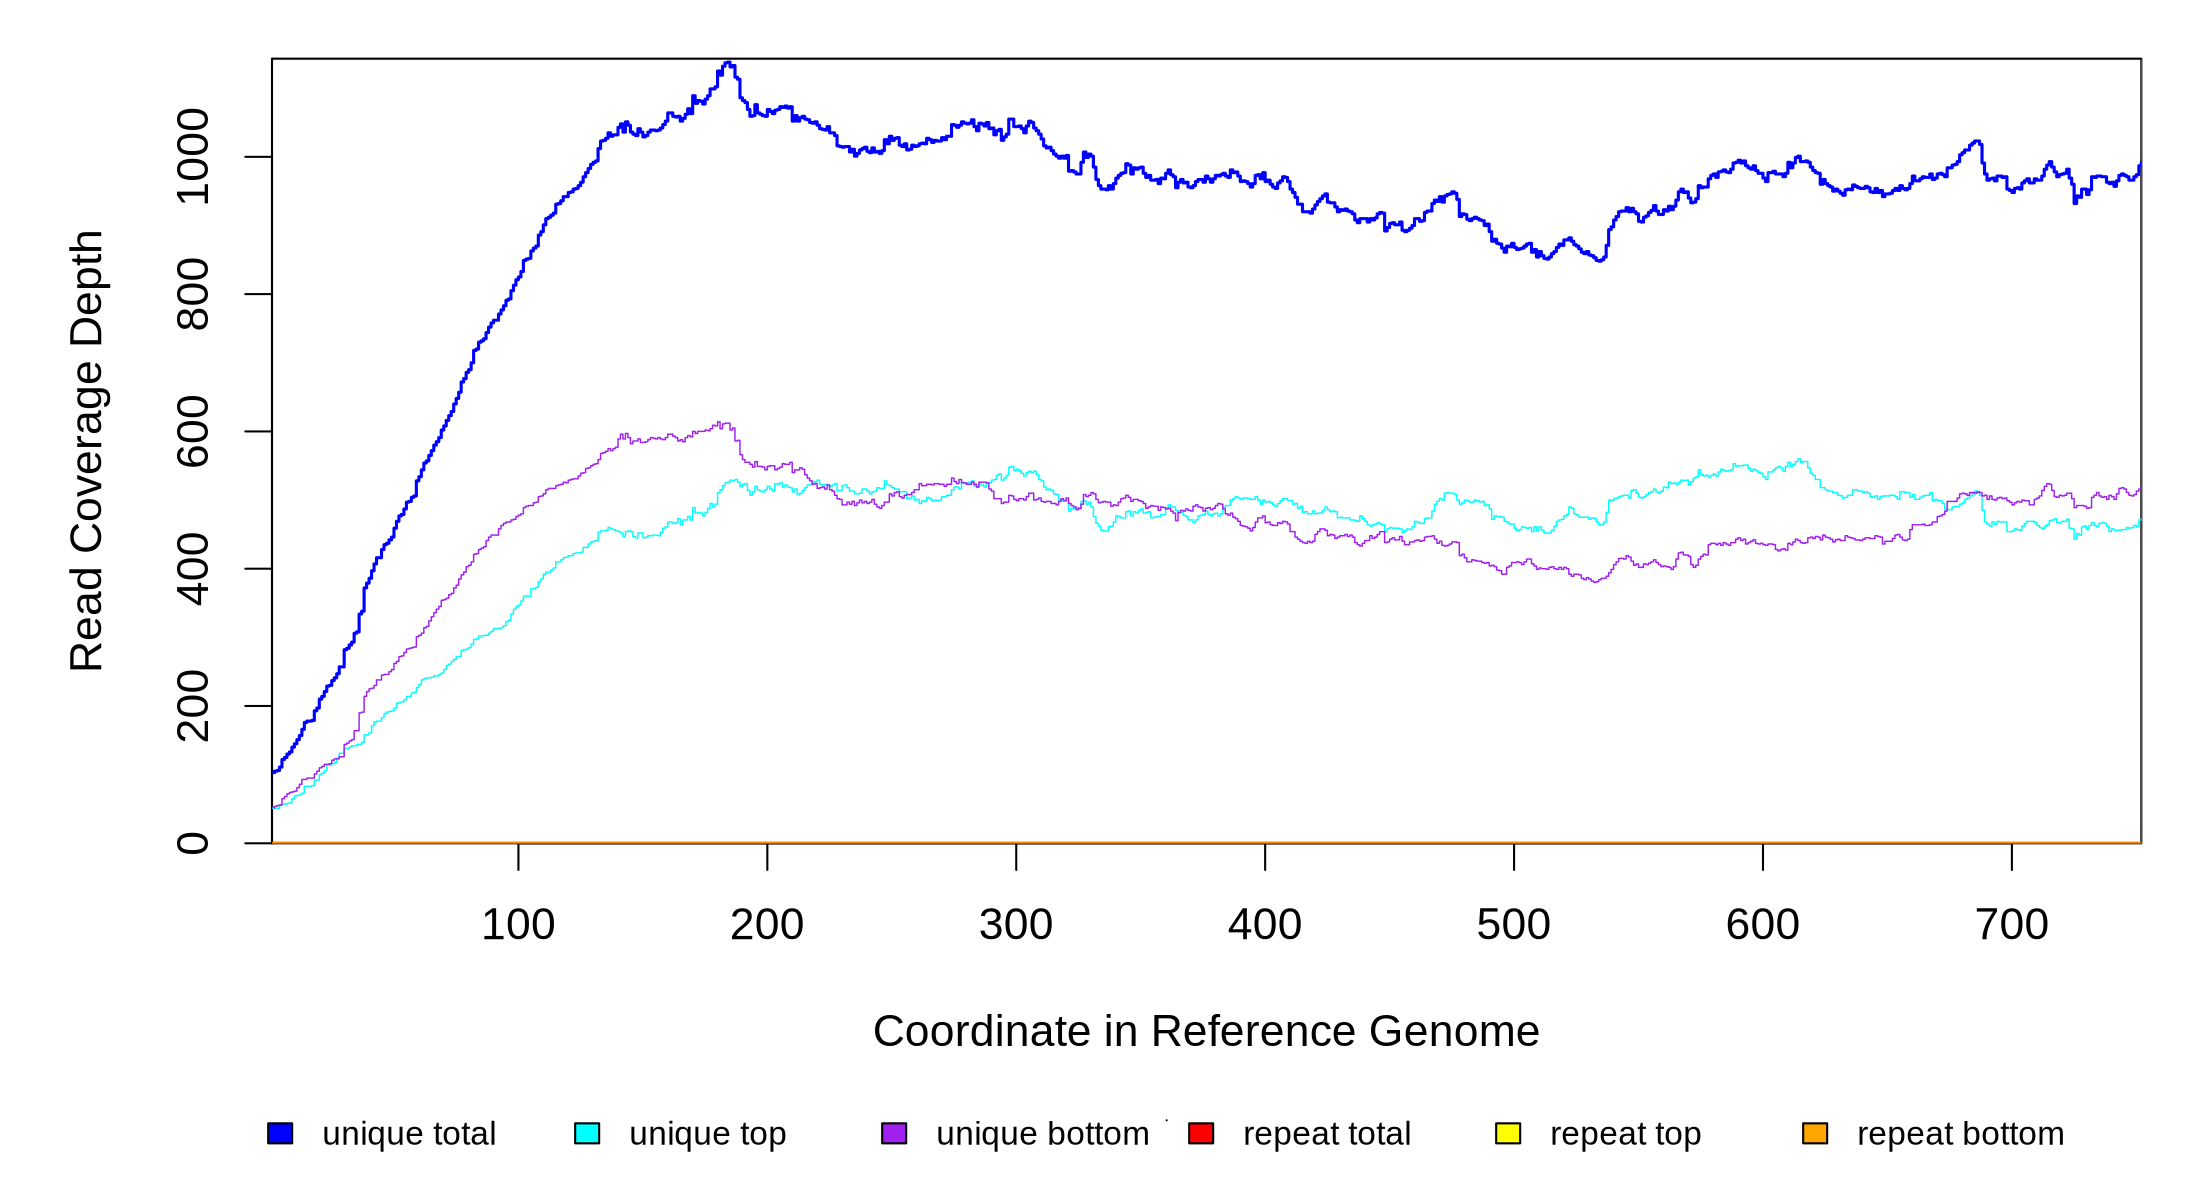 Read Coverage Depth
1000
800
600
400
200
0
100 200 300 400 500 600 700
Coordinate in Reference Genome
unique total unique top unique bottom repeat total repeat top repeat bottom